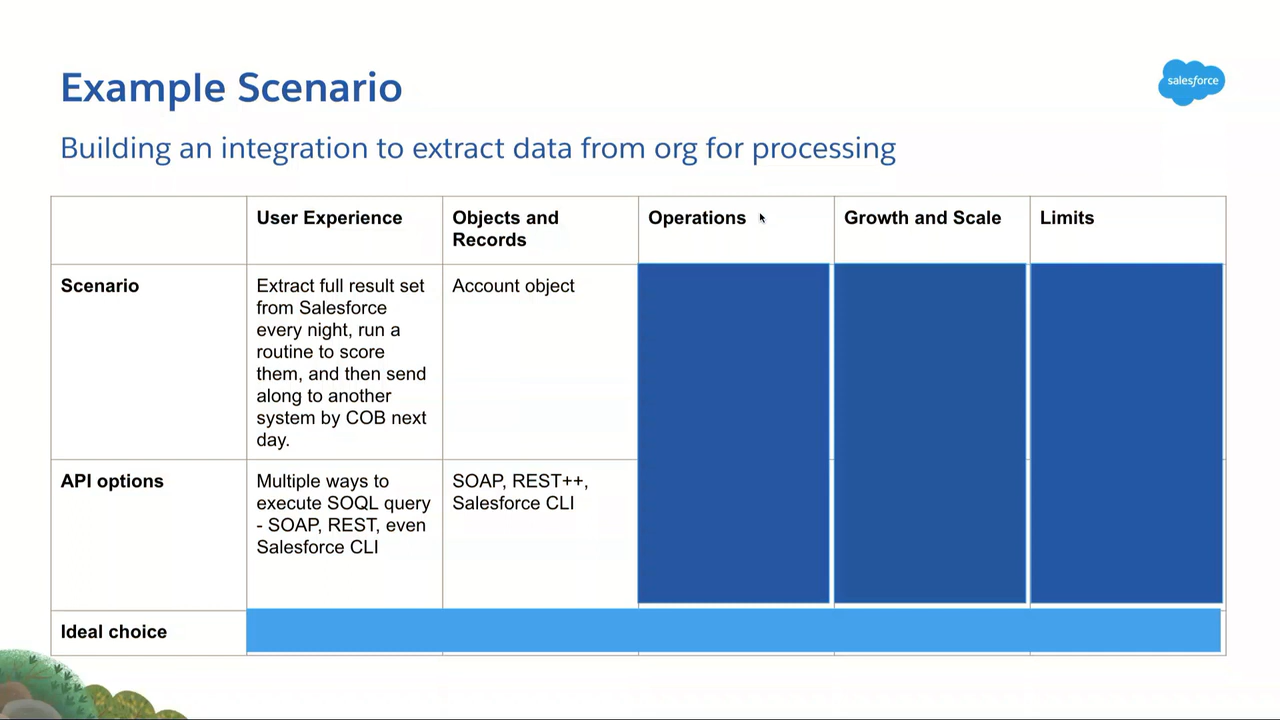 Example Scenario
salesforce
Building an integration to extract data from org for processing
User Experience
Objects and
Records
Operations
Growth and Scale
Limits
Scenario
Extract full result set
from Salesforce
every night, run a
routine to score
them, and then send
along to another
system by COB next
day.
Account object
API options
Multiple ways to
execute SOQL query
- SOAP, REST, even
Salesforce CLI
SOAP, REST++,
Salesforce CLI
Ideal choice